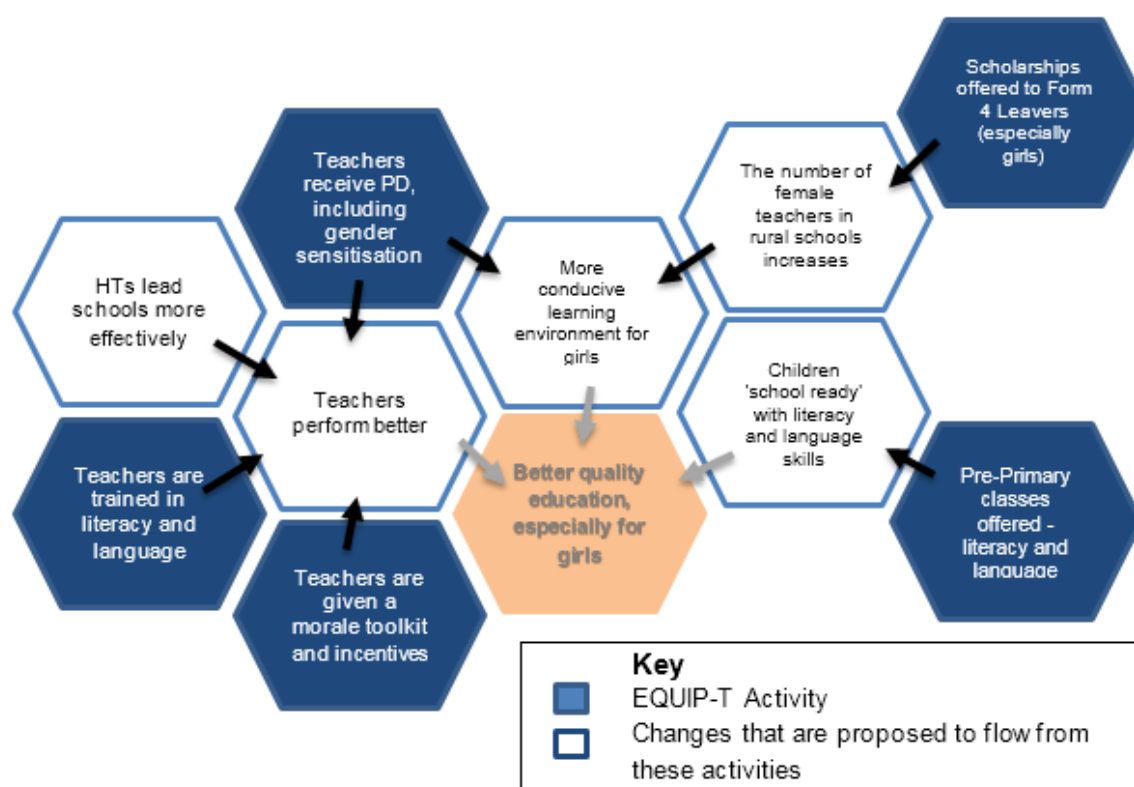 Scholarships
offered to Form
4 Leavers
(especially
girls)
Teachers
receive PD,
including
gender
sensitisation
The number of
female
teachers in
rural schools
increases
HTs lead
schools more
effectively
More
conducive
learning
environment for
girls
Teachers
perform better
Children
'school ready'
with literacy
and language
skills
Teachers are
trained in
literacy and
language
Better quality
education,
especially for
girls
Pre-Primary
classes
offered -
literacy and
language
Teachers are
given a
morale toolkit
and incentives
Key
EQUIP-T Activity
Changes that are proposed to flow from
these activities